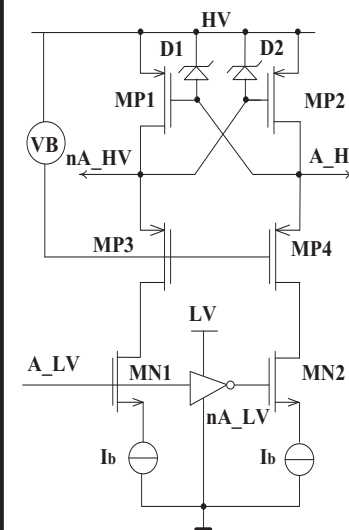 HV
D1 D2
MP1 MP2
VB nA_HV A_H
MP3 MP4
LV
A_LV MN1 MN2
nA_LV
Ib Ib